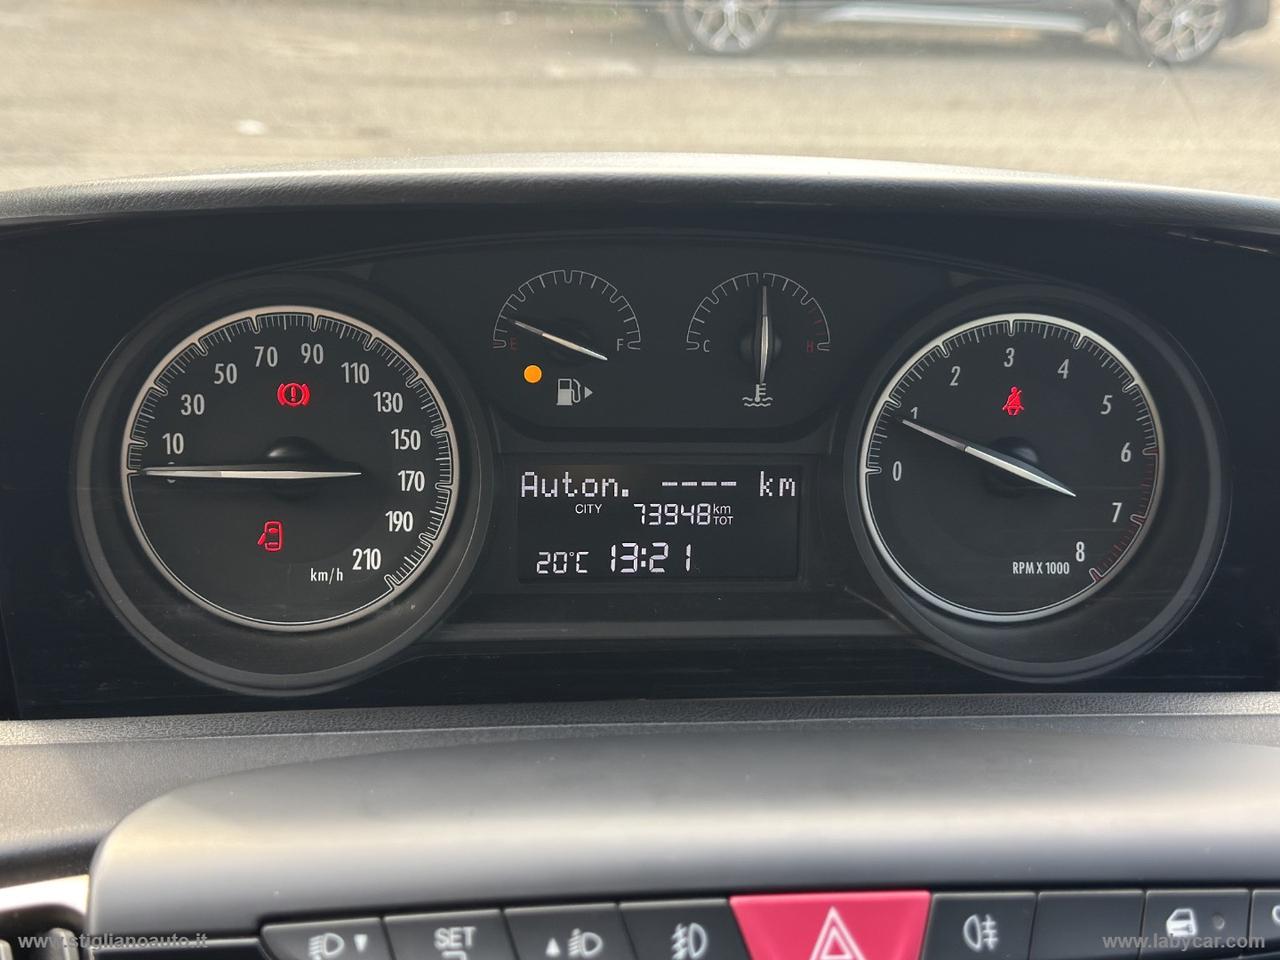 E F
C H
10 30 50 70 90 110 130 150 170 190 210
km/h
Auton. ---- km
CITY 73948 km TOT
20°C 13:21
0 1 2 3 4 5 6 7 8
RPM X 1000
SET
www.stiglianoauto.it
www.labycar.com